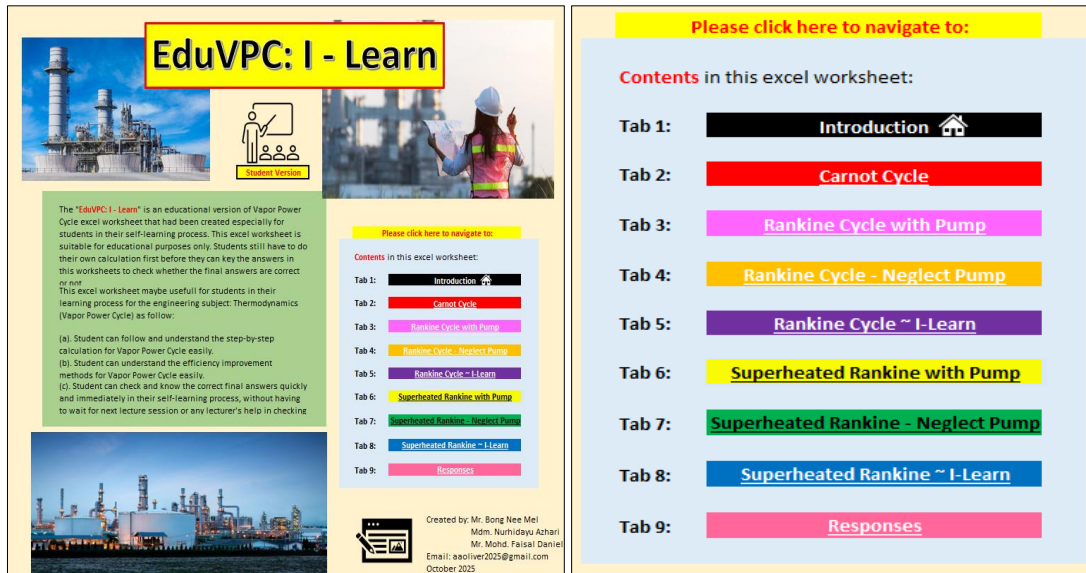 EduVPC: I - Learn
Student Version
The "EduVPC: I - Learn" is an educational version of Vapor Power
Cycle excel worksheet that had been created especially for
students in their self-learning process. This excel worksheet is
suitable for educational purposes only. Students still have to do
their own calculation first before they can key the answers in
this worksheets to check whether the final answers are correct
or not.
This excel worksheet maybe usefull for students in their
learning process for the engineering subject: Thermodynamics
(Vapor Power Cycle) as follow:
(a). Student can follow and understand the step-by-step
calculation for Vapor Power Cycle easily.
(b). Student can understand the efficiency improvement
methods for Vapor Power Cycle easily.
(c). Student can check and know the correct final answers quickly
and immediately in their self-learning process, without having
to wait for next lecture session or any lecturer's help in checking
Please click here to navigate to:
Contents in this excel worksheet:
Tab 1: Introduction
Tab 2: Carnot Cycle
Tab 3: Rankine Cycle with Pump
Tab 4: Rankine Cycle - Neglect Pump
Tab 5: Rankine Cycle ~ I-Learn
Tab 6: Superheated Rankine with Pump
Tab 7: Superheated Rankine - Neglect Pump
Tab 8: Superheated Rankine ~ I-Learn
Tab 9: Responses
Created by: Mr. Bong Nee Mel
Mdm. Nurhidayu Azhari
Mr. Mohd. Faisal Daniel
Email: aaoliver2025@gmail.com
October 2025
Please click here to navigate to:
Contents in this excel worksheet:
Tab 1: Introduction
Tab 2: Carnot Cycle
Tab 3: Rankine Cycle with Pump
Tab 4: Rankine Cycle - Neglect Pump
Tab 5: Rankine Cycle ~ I-Learn
Tab 6: Superheated Rankine with Pump
Tab 7: Superheated Rankine - Neglect Pump
Tab 8: Superheated Rankine ~ I-Learn
Tab 9: Responses